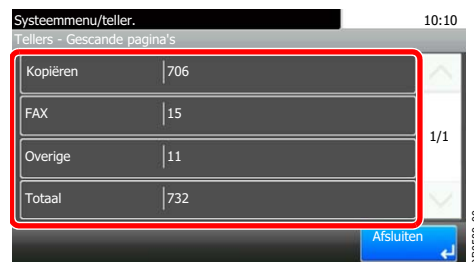 Systeemmenu/teller. 10:10
Tellers - Gescande pagina's
Kopiëren 706
FAX 15
1/1
Overige 11
Totaal 732
Afsluiten